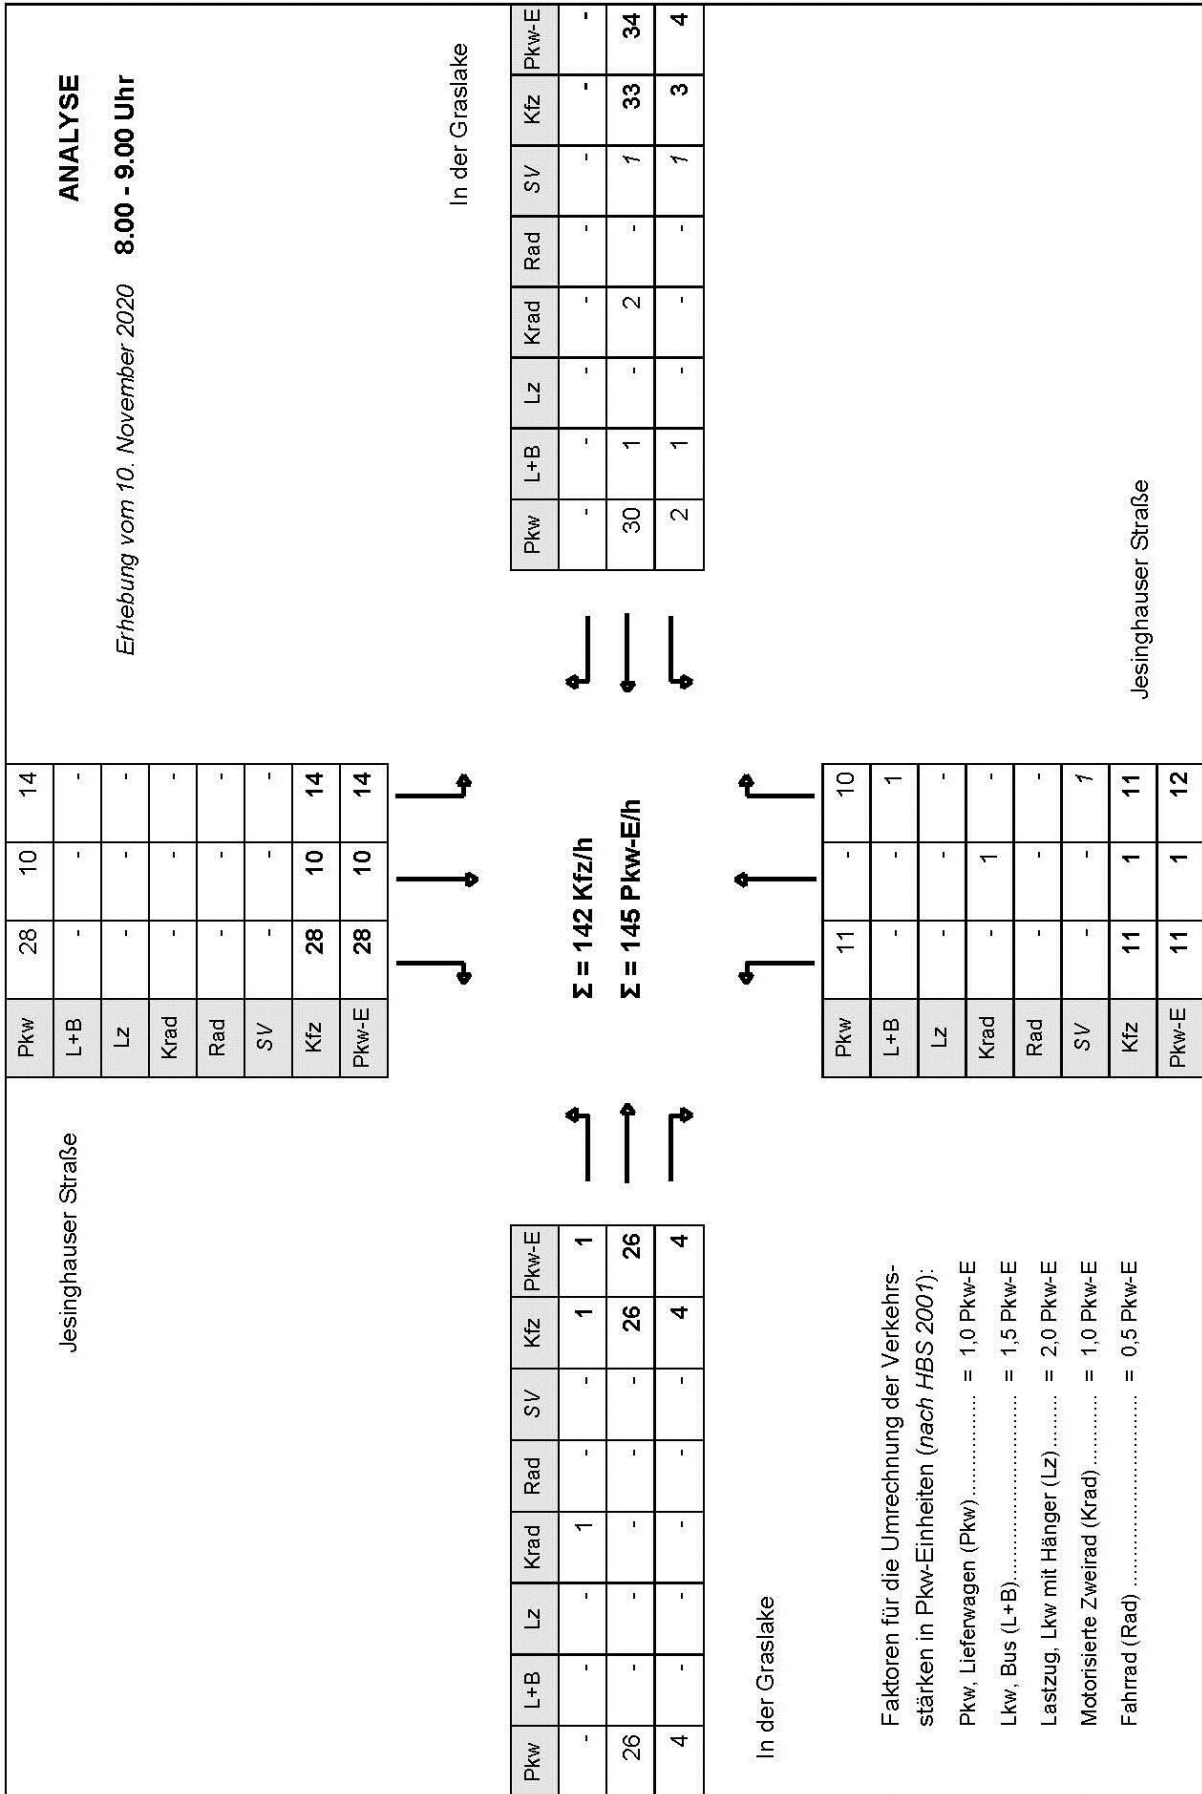 ANALYSE
Erhebung vom 10. November 2020 8.00 - 9.00 Uhr
Jesinghauser Straße
Pkw 28 10 14
L+B - - -
Lz - - -
Krad - - -
Rad - - -
SV - - -
Kfz 28 10 14
Pkw-E 28 10 14
In der Graslake
Pkw L+B Lz Krad Rad SV Kfz Pkw-E
- - - - - - - -
30 1 - 2 - 1 33 34
2 1 - - - 1 3 4
Σ = 142 Kfz/h
Σ = 145 Pkw-E/h
Pkw L+B Lz Krad Rad SV Kfz Pkw-E
- - - 1 - - 1 1
26 - - - - - 26 26
4 - - - - - 4 4
In der Graslake
Pkw 11 - 10
L+B - - 1
Lz - - -
Krad - 1 -
Rad - - -
SV - - 1
Kfz 11 1 11
Pkw-E 11 1 12
Jesinghauser Straße
Faktoren für die Umrechnung der Verkehrs-
stärken in Pkw-Einheiten (nach HBS 2001):
Pkw, Lieferwagen (Pkw)................ = 1,0 Pkw-E
Lkw, Bus (L+B)............................. = 1,5 Pkw-E
Lastzug, Lkw mit Hänger (Lz)......... = 2,0 Pkw-E
Motorisierte Zweirad (Krad)............ = 1,0 Pkw-E
Fahrrad (Rad)............................... = 0,5 Pkw-E